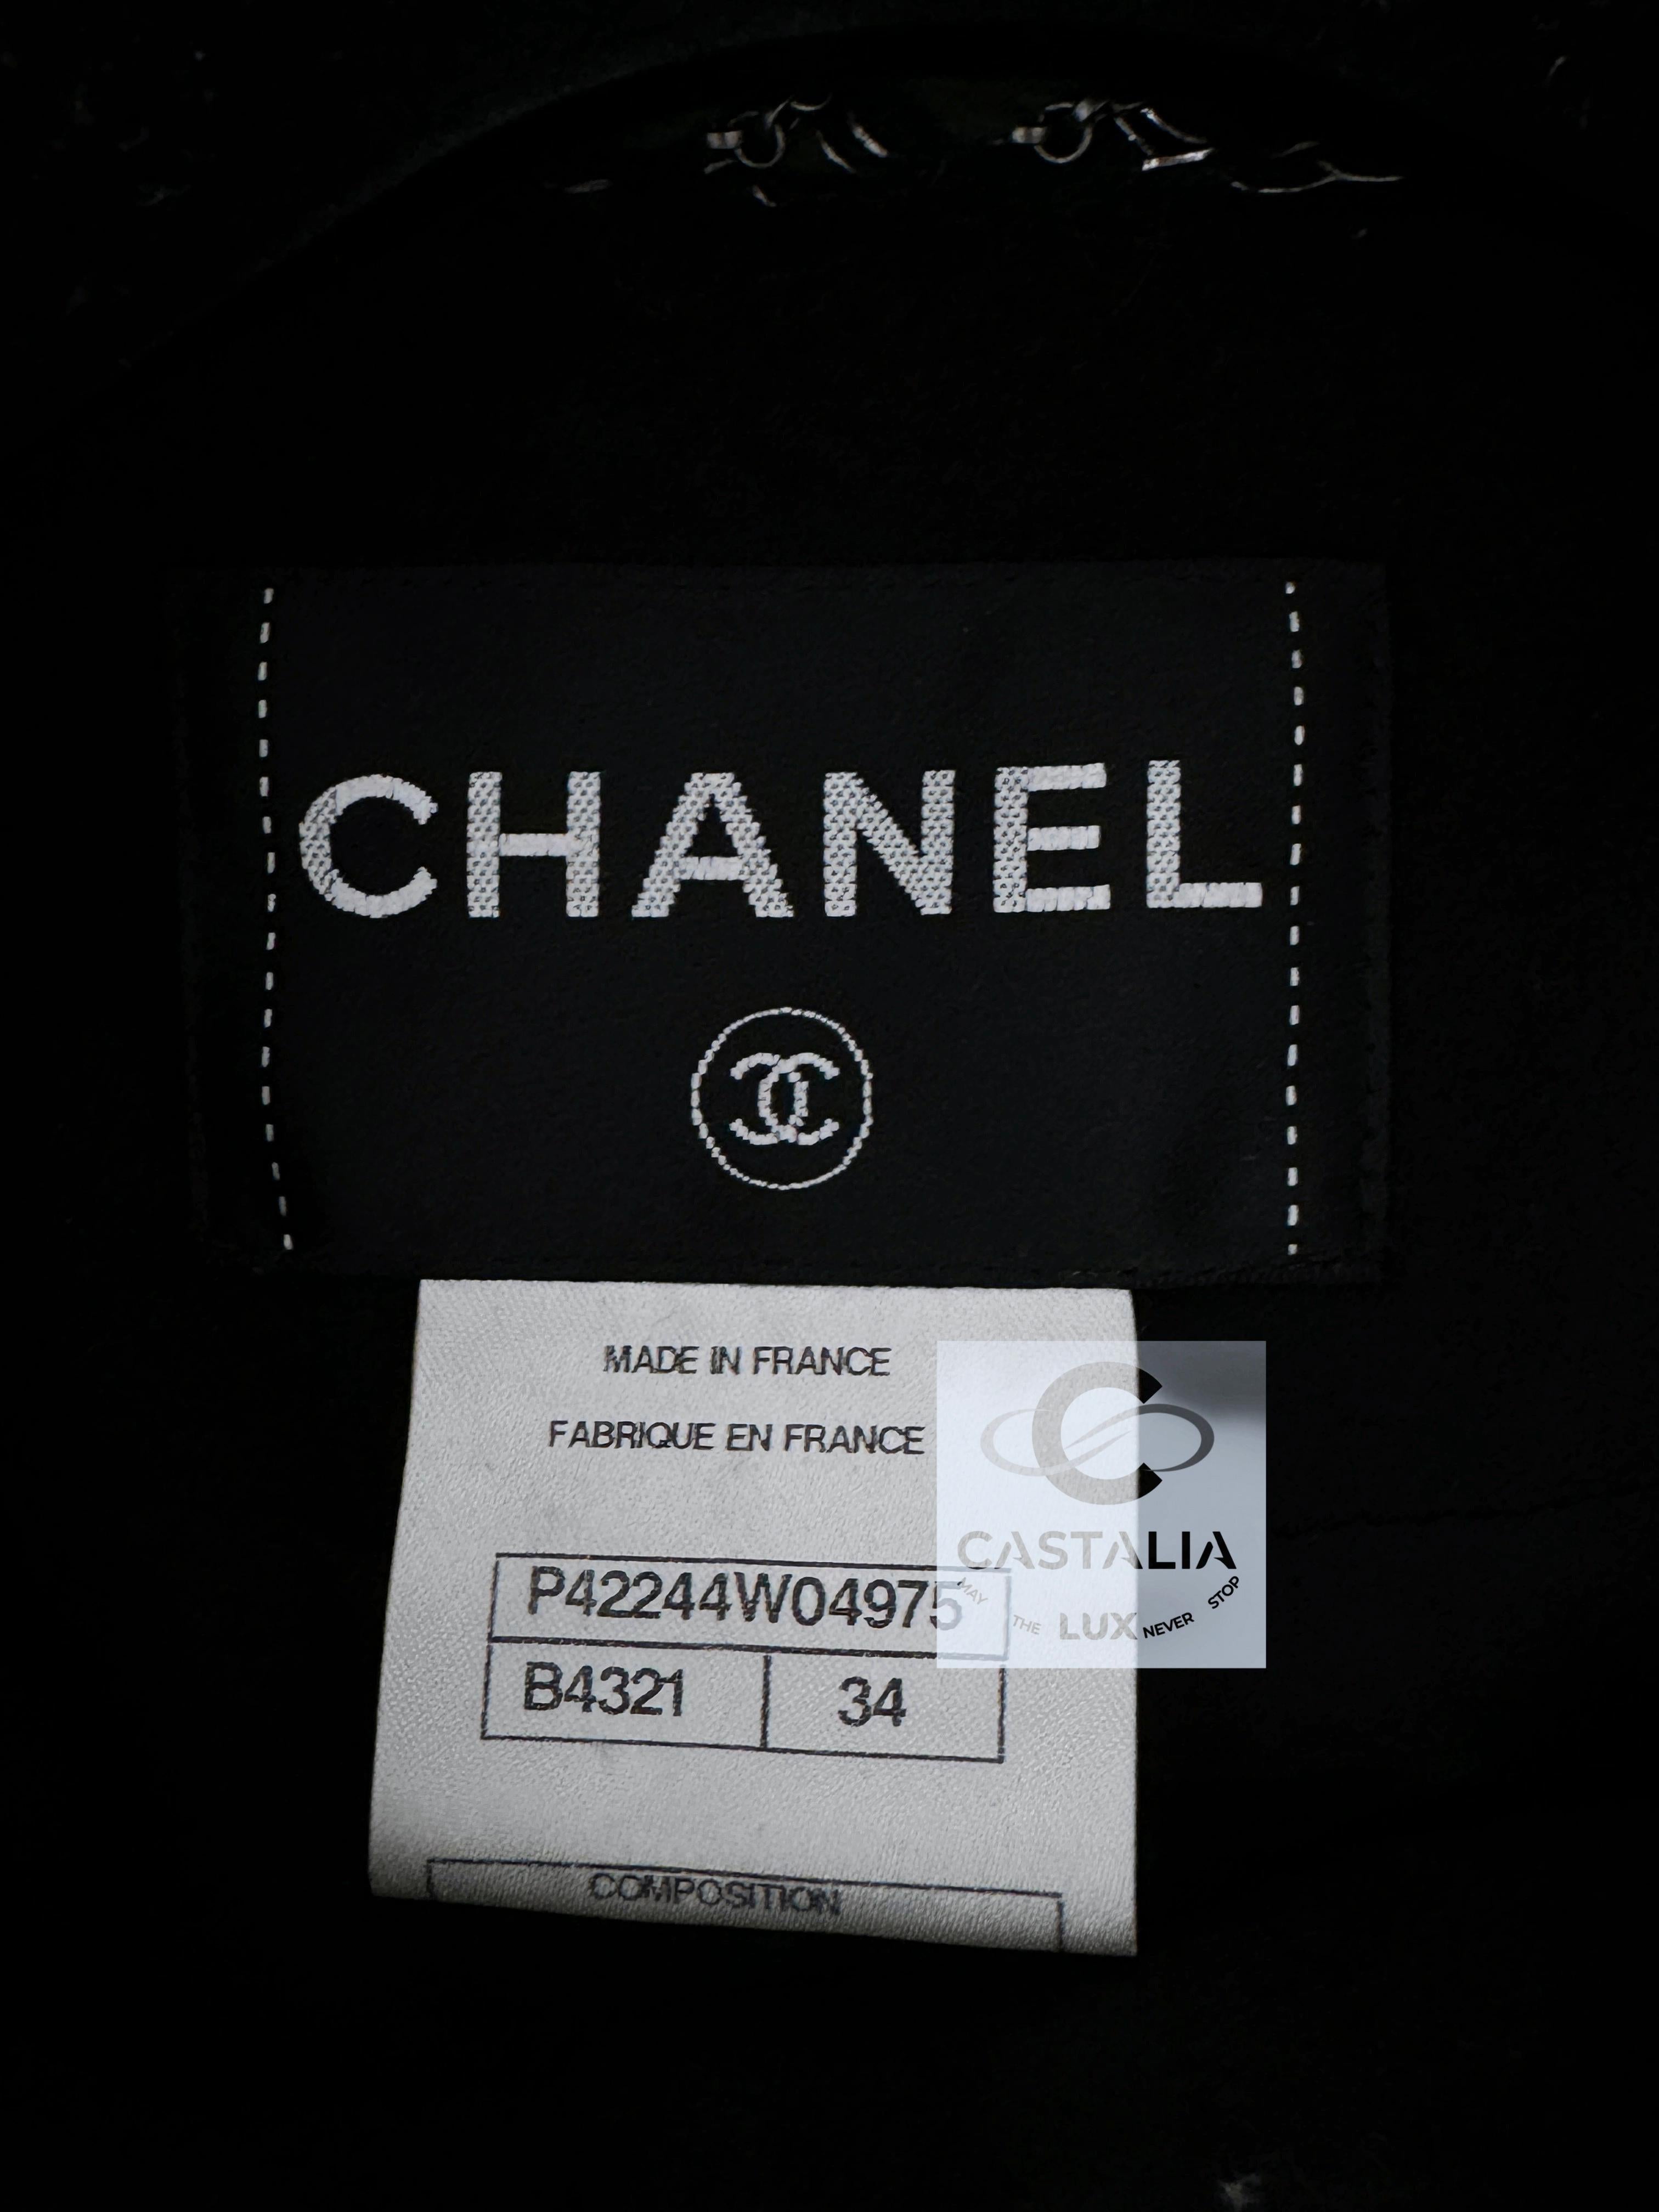 CHANEL
MADE IN FRANCE
FABRIQUE EN FRANCE
P42244W04975
B4321 34
COMPOSITION
CASTALIA
MAY THE LUX NEVER STOP